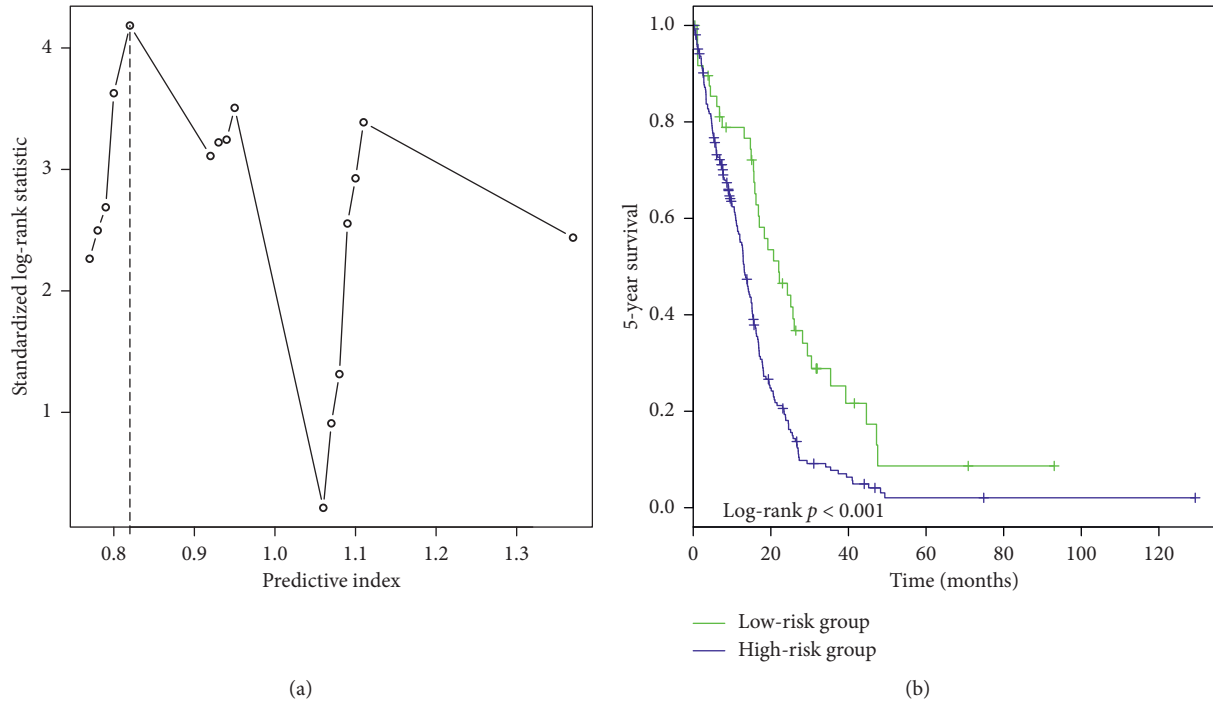 4
3
2
1
Standardized log-rank statistic
0.8 0.9 1.0 1.1 1.2 1.3
Predictive index
(a)
1.0
0.8
0.6
0.4
0.2
0.0
5-year survival
Log-rank p < 0.001
0 20 40 60 80 100 120
Time (months)
Low-risk group
High-risk group
(b)